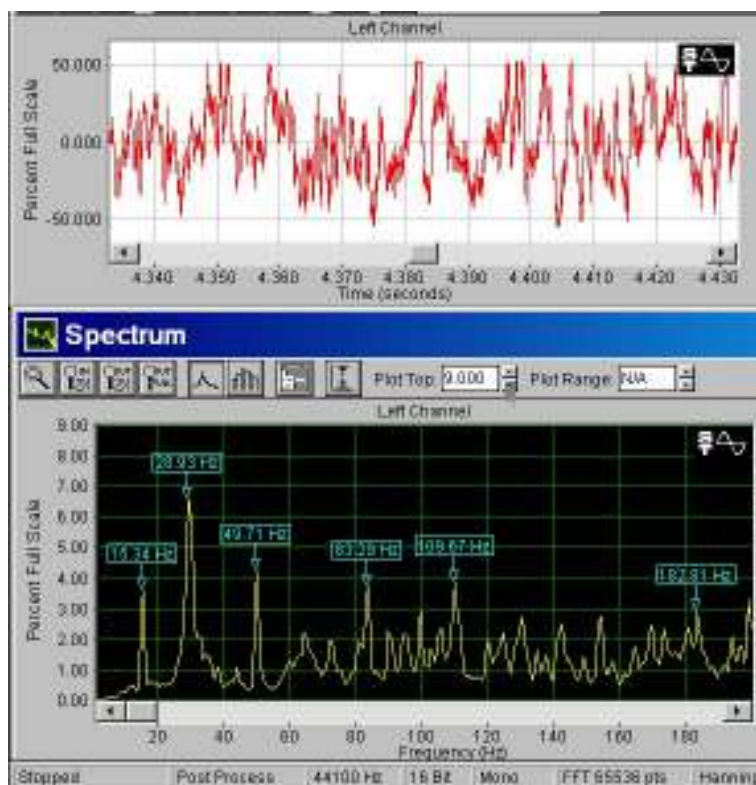 Left Channel
50.000
0.000
-50.000
Percent Full Scale
4.340 4.350 4.360 4.370 4.380 4.390 4.400 4.410 4.420 4.430
Time (seconds)
Spectrum
Plot Top: 9.000 Plot Range: N/A
Left Channel
9.00
8.00
7.00
6.00
5.00
4.00
3.00
2.00
1.00
0.00
Percent Full Scale
28.93 Hz
49.71 Hz
109.67 Hz
182.81 Hz
20 40 60 80 100 120 140 160 180
Frequency (Hz)
Stopped Post Process 44100 Hz 16 Bit Mono FFT 65536 pts Hanning